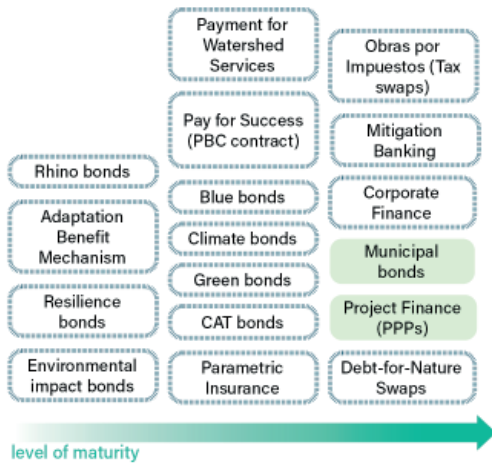 Rhino bonds
Adaptation
Benefit
Mechanism
Resilience
bonds
Environmental
impact bonds
Payment for
Watershed
Services
Pay for Success
(PBC contract)
Blue bonds
Climate bonds
Green bonds
CAT bonds
Parametric
Insurance
Obras por
Impuestos (Tax
swaps)
Mitigation
Banking
Corporate
Finance
Municipal
bonds
Project Finance
(PPPs)
Debt-for-Nature
Swaps
level of maturity